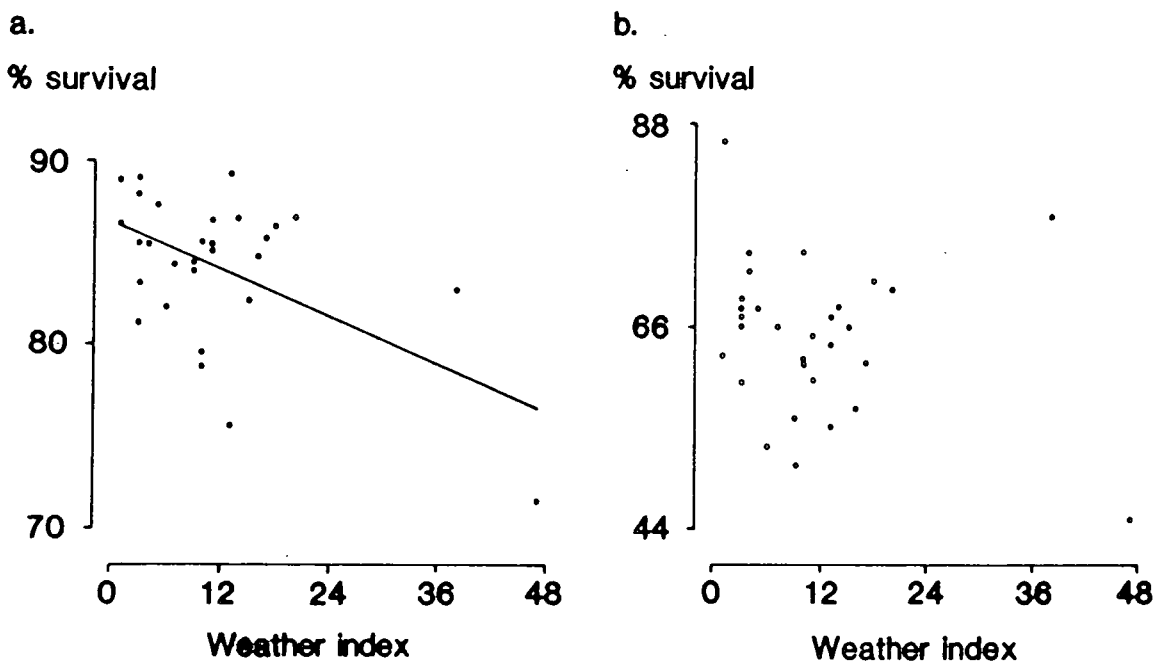 a.
% survival
90
80
70
0 12 24 36 48
Weather index
b.
% survival
88
66
44
0 12 24 36 48
Weather index